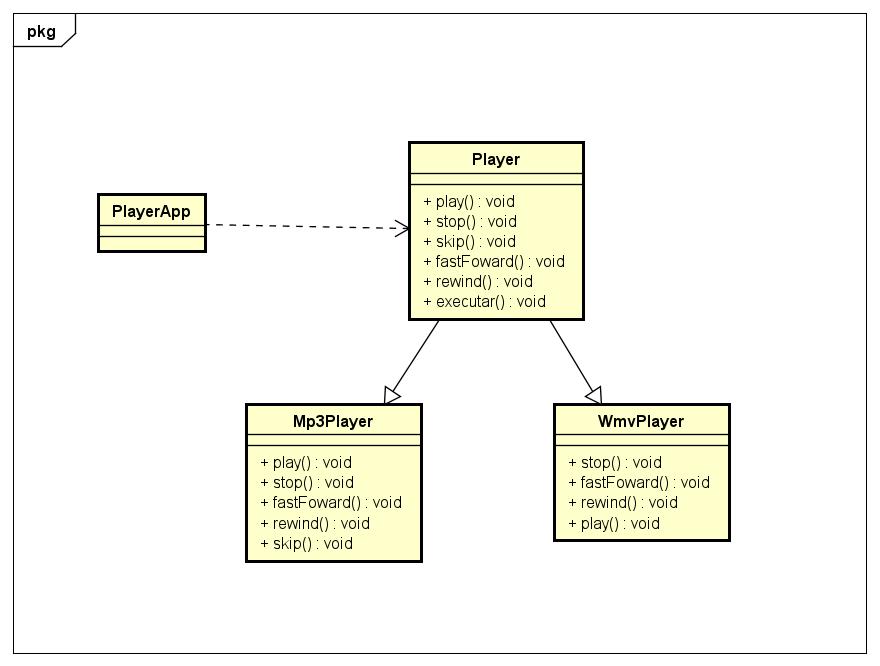 pkg
PlayerApp
Player
+ play() : void
+ stop() : void
+ skip() : void
+ fastFoward() : void
+ rewind() : void
+ executar() : void
Mp3Player
+ play() : void
+ stop() : void
+ fastFoward() : void
+ rewind() : void
+ skip() : void
WmvPlayer
+ stop() : void
+ fastFoward() : void
+ rewind() : void
+ play() : void